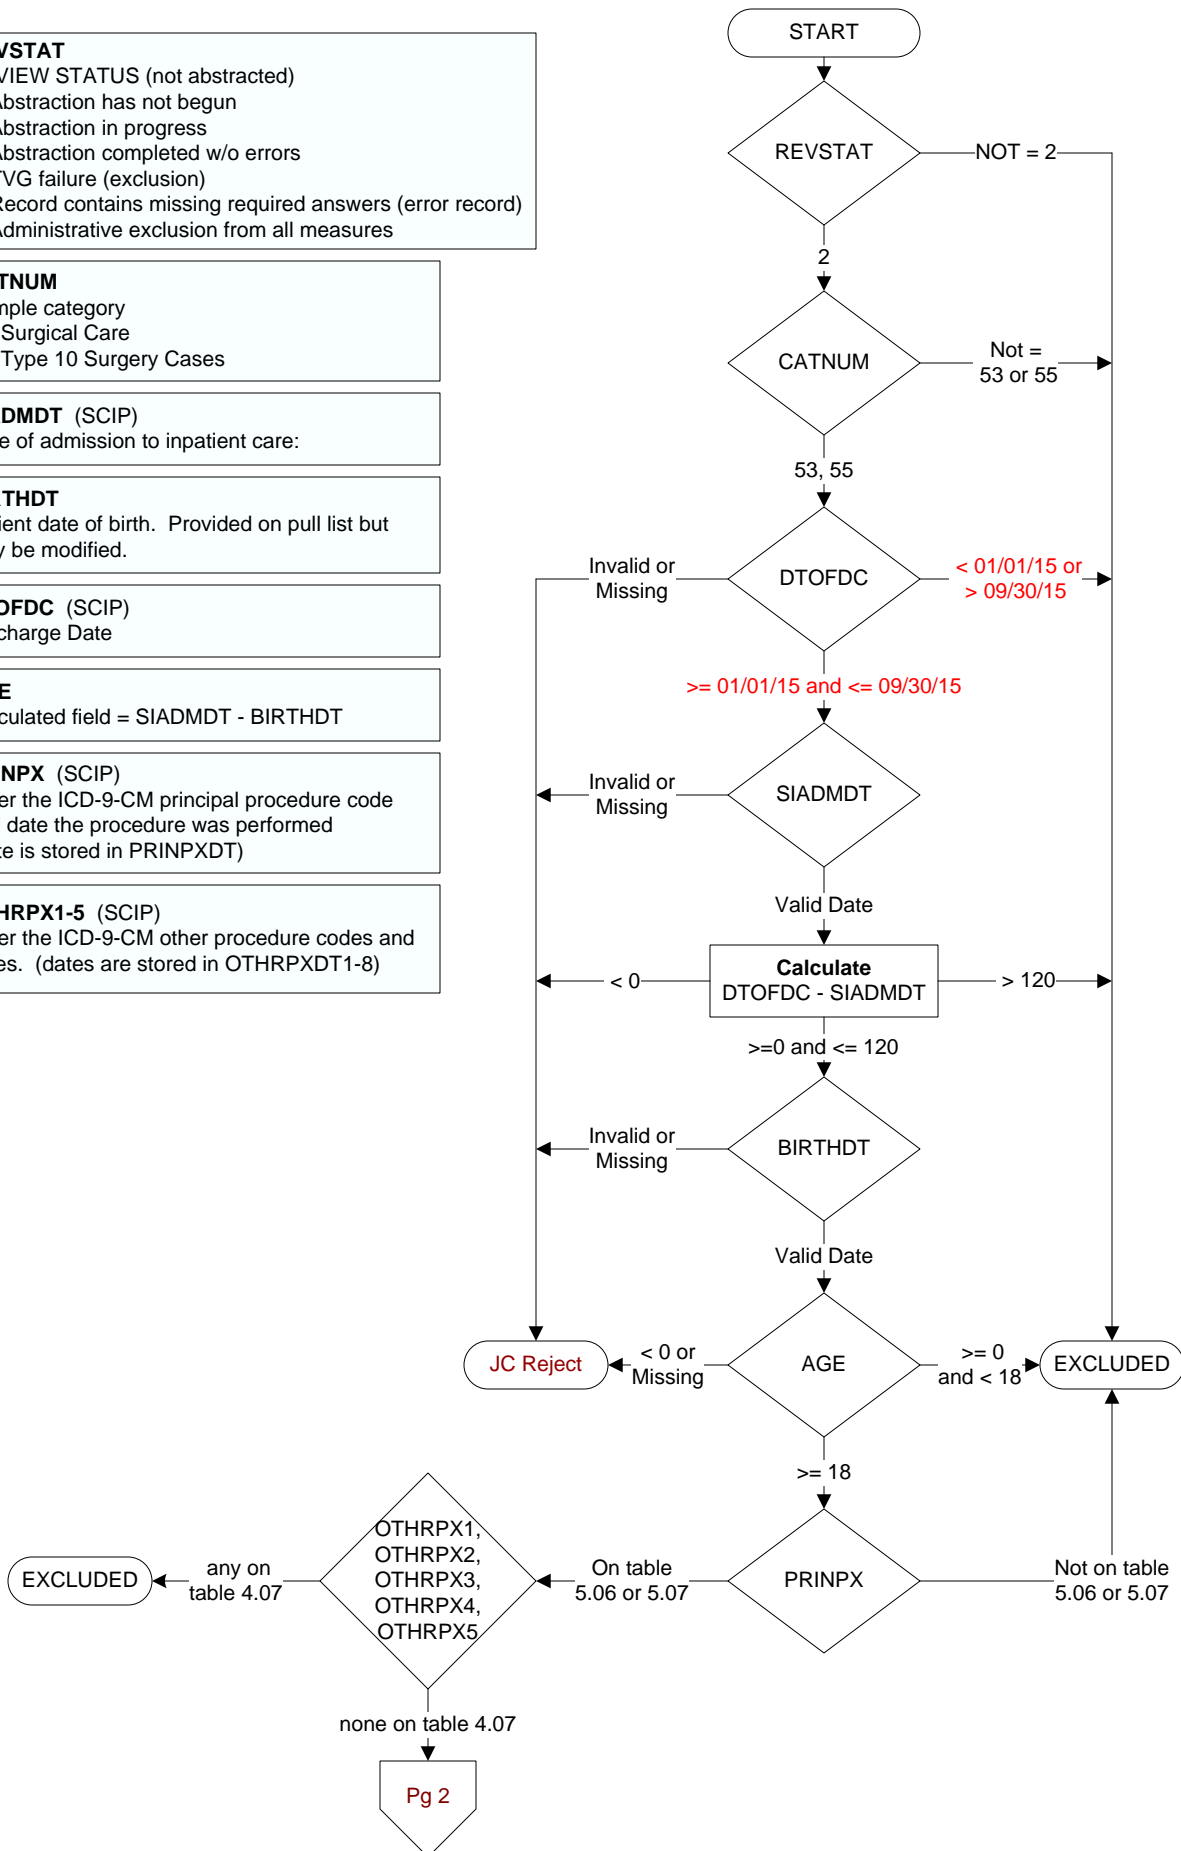 VSTAT
VIEW STATUS (not abstracted)
Abstraction has not begun
Abstraction in progress
Abstraction completed w/o errors
TVG failure (exclusion)
Record contains missing required answers (error record)
Administrative exclusion from all measures
TNUM
mple category
Surgical Care
Type 10 Surgery Cases
DMDT (SCIP)
e of admission to inpatient care:
THDT
ient date of birth. Provided on pull list but
y be modified.
OFDC (SCIP)
charge Date
E
culated field = SIADMDT - BIRTHDT
NPX (SCIP)
er the ICD-9-CM principal procedure code
date the procedure was performed
te is stored in PRINPXDT)
HRPX1-5 (SCIP)
er the ICD-9-CM other procedure codes and
es. (dates are stored in OTHRPXDT1-8)
START
REVSTAT
NOT = 2
2
CATNUM
Not =
53 or 55
53, 55
Invalid or
Missing
DTOFDC
< 01/01/15 or
> 09/30/15
>= 01/01/15 and <= 09/30/15
Invalid or
Missing
SIADMDT
Valid Date
< 0
Calculate
DTOFDC - SIADMDT
> 120
>=0 and <= 120
Invalid or
Missing
BIRTHDT
Valid Date
JC Reject
< 0 or
Missing
AGE
>= 0
and < 18
EXCLUDED
>= 18
EXCLUDED
any on
table 4.07
OTHRPX1,
OTHRPX2,
OTHRPX3,
OTHRPX4,
OTHRPX5
On table
5.06 or 5.07
PRINPX
Not on table
5.06 or 5.07
none on table 4.07
Pg 2